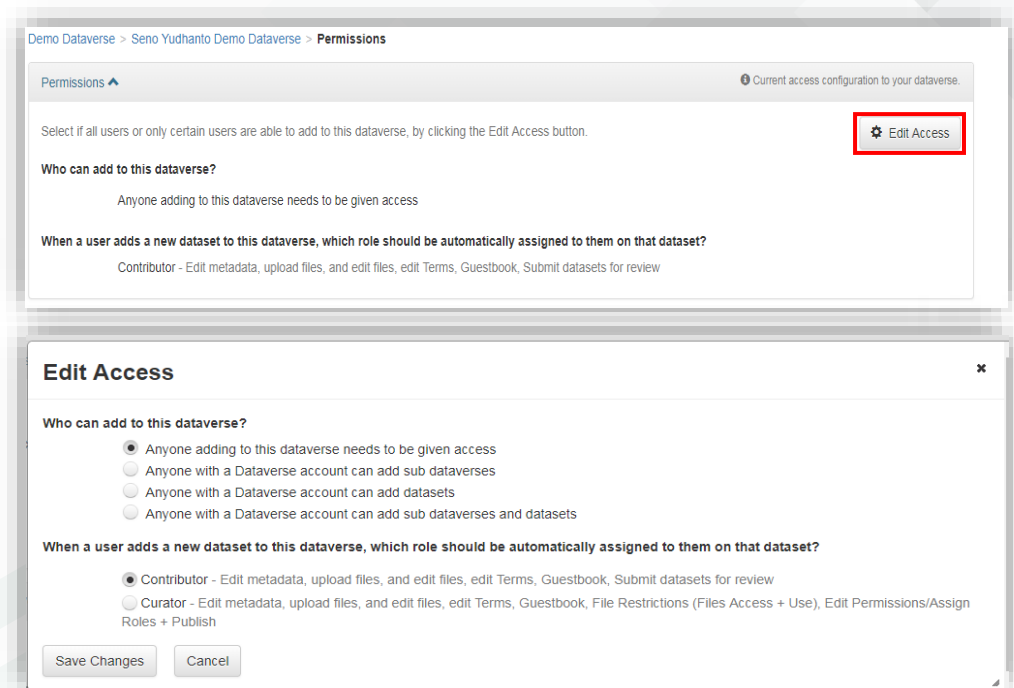 Demo Dataverse > Seno Yudhanto Demo Dataverse > Permissions
Permissions
Current access configuration to your dataverse.
Select if all users or only certain users are able to add to this dataverse, by clicking the Edit Access button.
Edit Access
Who can add to this dataverse?
Anyone adding to this dataverse needs to be given access
When a user adds a new dataset to this dataverse, which role should be automatically assigned to them on that dataset?
Contributor - Edit metadata, upload files, and edit files, edit Terms, Guestbook, Submit datasets for review
Edit Access
Who can add to this dataverse?
Anyone adding to this dataverse needs to be given access
Anyone with a Dataverse account can add sub dataverses
Anyone with a Dataverse account can add datasets
Anyone with a Dataverse account can add sub dataverses and datasets
When a user adds a new dataset to this dataverse, which role should be automatically assigned to them on that dataset?
Contributor - Edit metadata, upload files, and edit files, edit Terms, Guestbook, Submit datasets for review
Curator - Edit metadata, upload files, and edit files, edit Terms, Guestbook, File Restrictions (Files Access + Use), Edit Permissions/Assign
Roles + Publish
Save Changes
Cancel